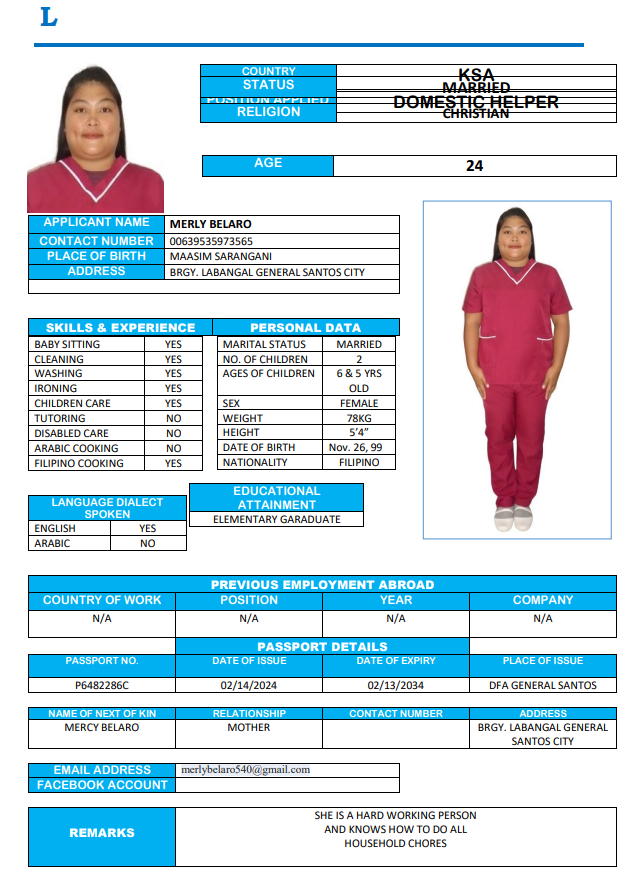 L
COUNTRY KSA
STATUS MARRIED
POSITION APPLIED DOMESTIC HELPER
RELIGION CHRISTIAN
AGE 24
APPLICANT NAME MERLY BELARO
CONTACT NUMBER 00639535973565
PLACE OF BIRTH MAASIM SARANGANI
ADDRESS BRGY. LABANGAL GENERAL SANTOS CITY
SKILLS & EXPERIENCE
BABY SITTING YES
CLEANING YES
WASHING YES
IRONING YES
CHILDREN CARE YES
TUTORING NO
DISABLED CARE NO
ARABIC COOKING NO
FILIPINO COOKING YES
PERSONAL DATA
MARITAL STATUS MARRIED
NO. OF CHILDREN 2
AGES OF CHILDREN 6 & 5 YRS
OLD
SEX FEMALE
WEIGHT 78KG
HEIGHT 5’4”
DATE OF BIRTH Nov. 26, 99
NATIONALITY FILIPINO
LANGUAGE DIALECT
SPOKEN
ENGLISH YES
ARABIC NO
EDUCATIONAL
ATTAINMENT
ELEMENTARY GARADUATE
PREVIOUS EMPLOYMENT ABROAD
COUNTRY OF WORK POSITION YEAR COMPANY
N/A N/A N/A N/A
PASSPORT DETAILS
PASSPORT NO. DATE OF ISSUE DATE OF EXPIRY PLACE OF ISSUE
P6482286C 02/14/2024 02/13/2034 DFA GENERAL SANTOS
NAME OF NEXT OF KIN RELATIONSHIP CONTACT NUMBER ADDRESS
MERCY BELARO MOTHER BRGY. LABANGAL GENERAL
SANTOS CITY
EMAIL ADDRESS merlybelaro540@gmail.com
FACEBOOK ACCOUNT
REMARKS
SHE IS A HARD WORKING PERSON
AND KNOWS HOW TO DO ALL
HOUSEHOLD CHORES